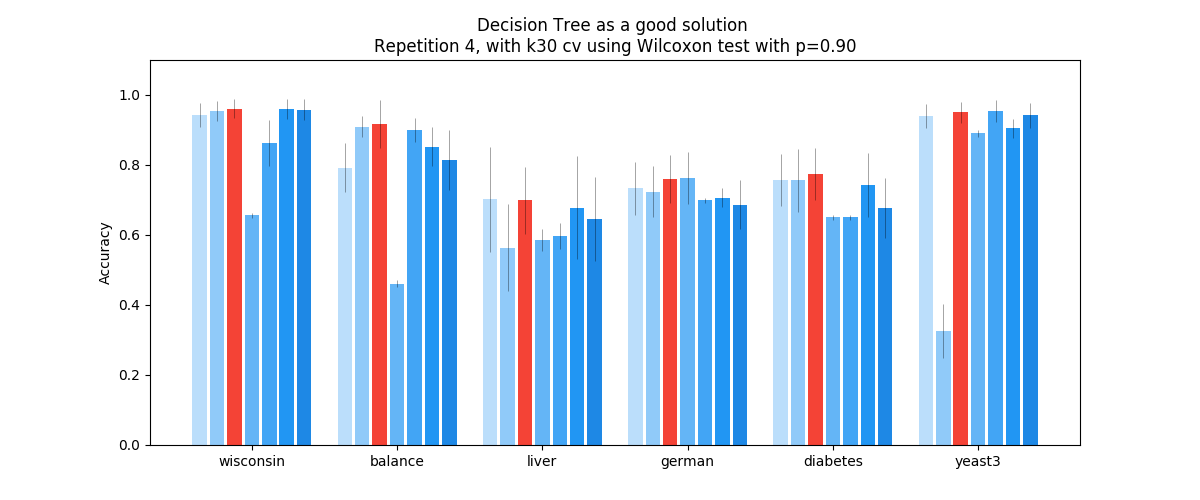 Decision Tree as a good solution
Repetition 4, with k30 cv using Wilcoxon test with p=0.90
Accuracy
1.0
0.8
0.6
0.4
0.2
0.0
wisconsin balance liver german diabetes yeast3